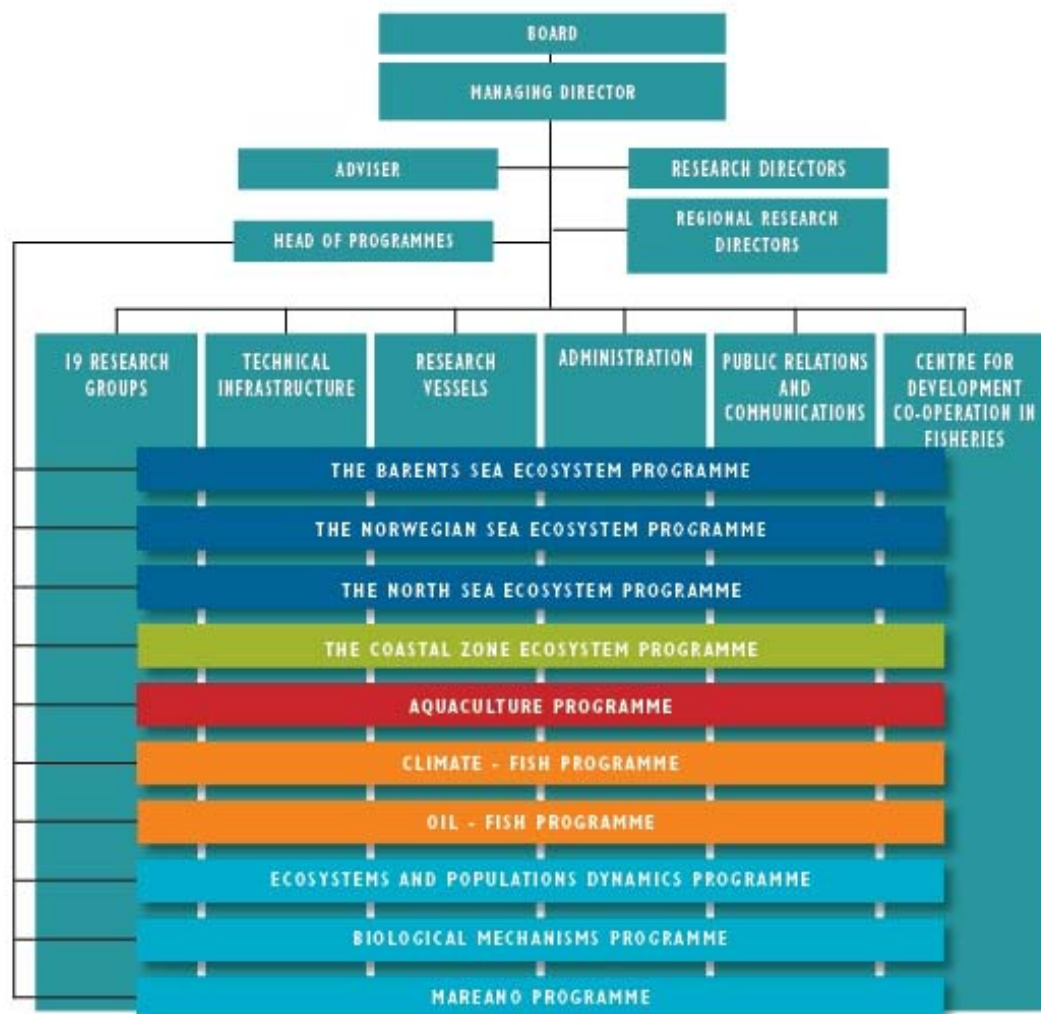 BOARD
MANAGING DIRECTOR
ADVISER
RESEARCH DIRECTORS
REGIONAL RESEARCH
DIRECTORS
HEAD OF PROGRAMMES
19 RESEARCH
GROUPS
TECHNICAL
INFRASTRUCTURE
RESEARCH
VESSELS
ADMINISTRATION
PUBLIC RELATIONS
AND
COMMUNICATIONS
CENTRE FOR
DEVELOPMENT
CO-OPERATION IN
FISHERIES
THE BARENTS SEA ECOSYSTEM PROGRAMME
THE NORWEGIAN SEA ECOSYSTEM PROGRAMME
THE NORTH SEA ECOSYSTEM PROGRAMME
THE COASTAL ZONE ECOSYSTEM PROGRAMME
AQUACULTURE PROGRAMME
CLIMATE - FISH PROGRAMME
OIL - FISH PROGRAMME
ECOSYSTEMS AND POPULATIONS DYNAMICS PROGRAMME
BIOLOGICAL MECHANISMS PROGRAMME
MAREANO PROGRAMME